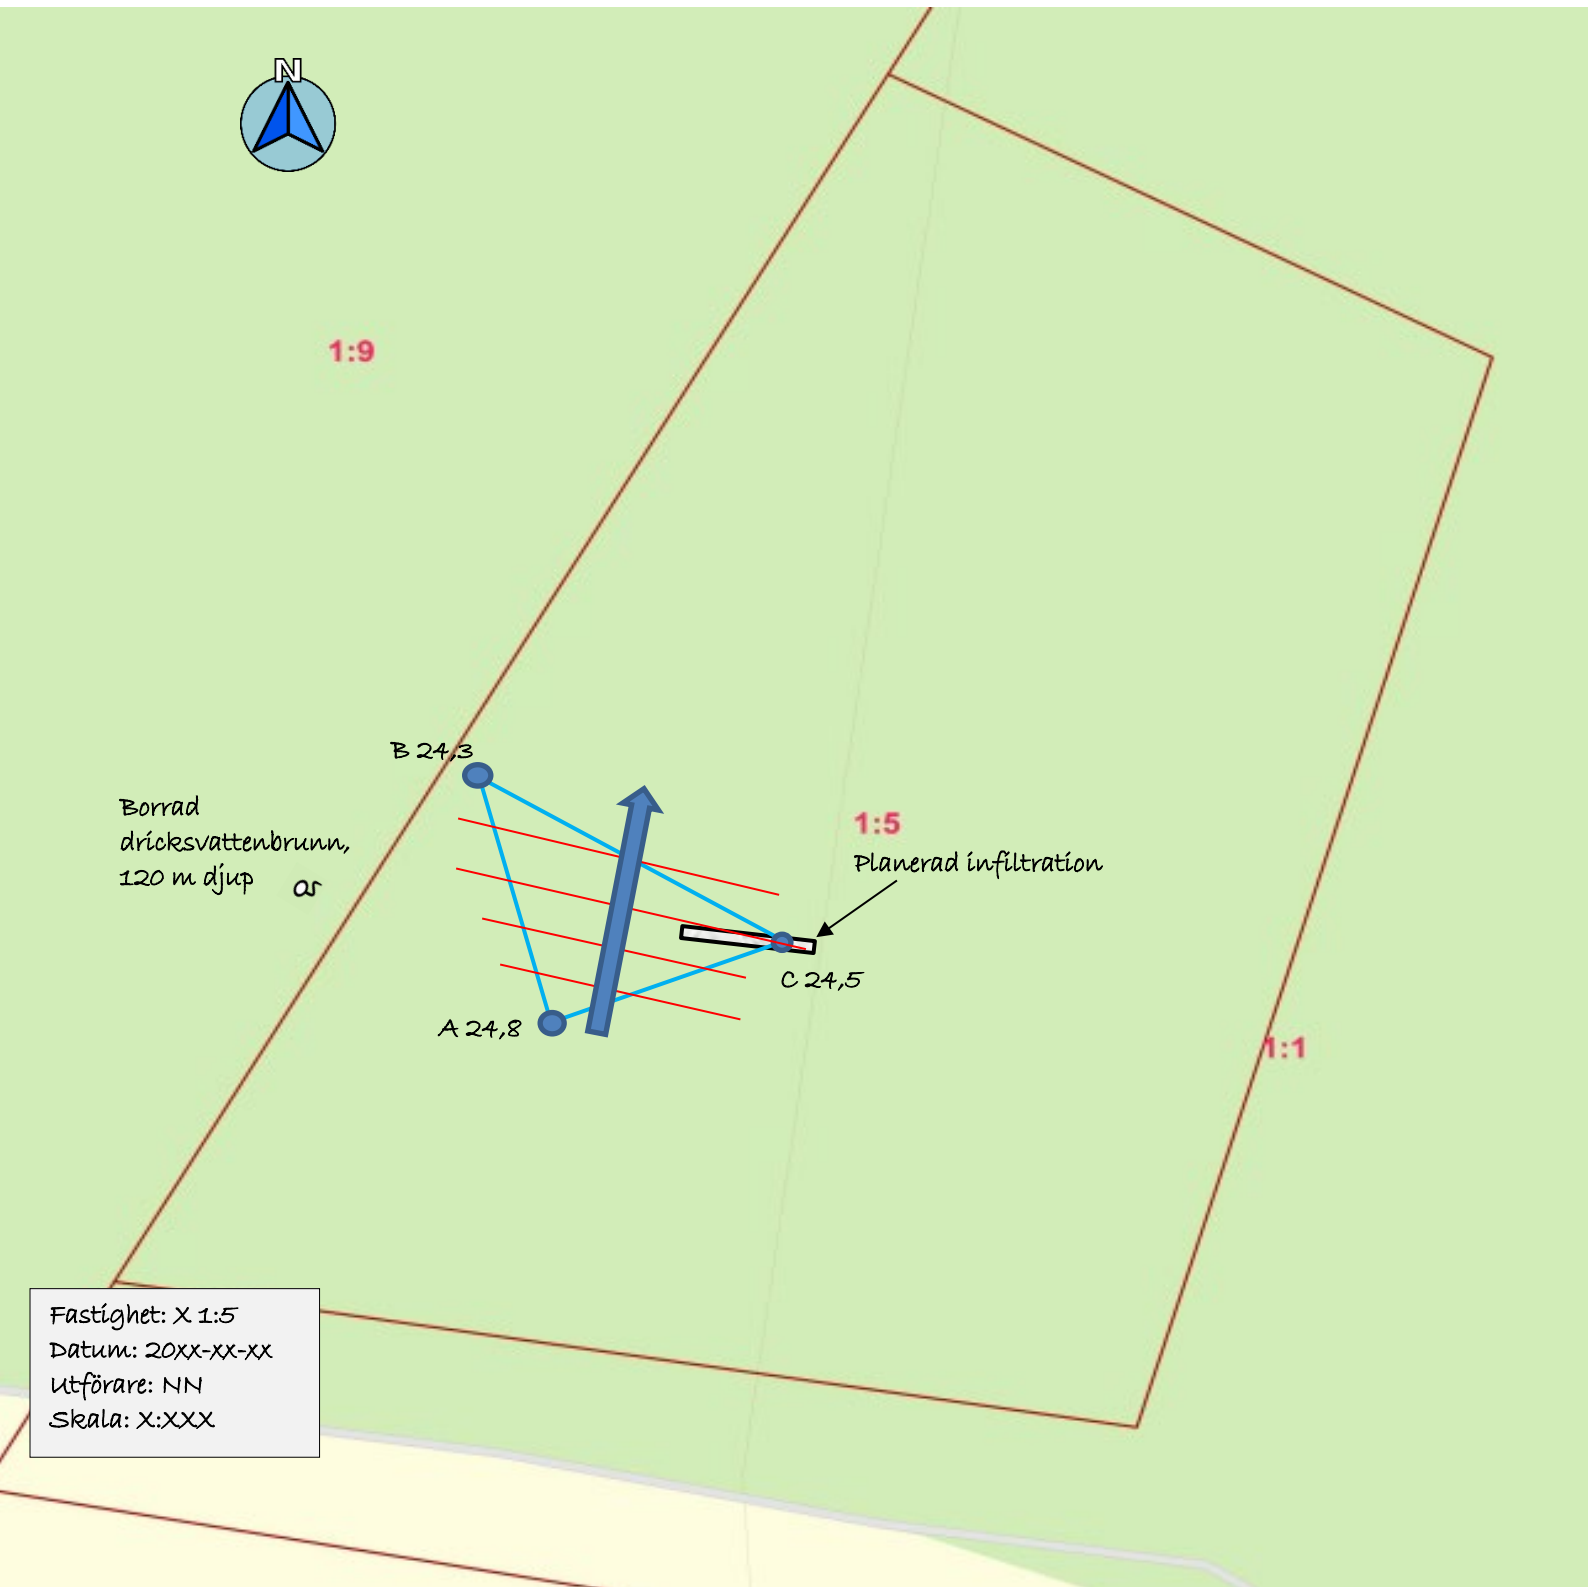 N
1:9
B 24,3
Borrad
dricksvattenbrunn,
120 m djup
1:5
Planerad infiltration
C 24,5
A 24,8
1:1
Fastighet: X 1:5
Datum: 20xx-xx-xx
Utförare: NN
Skala: X:XXX